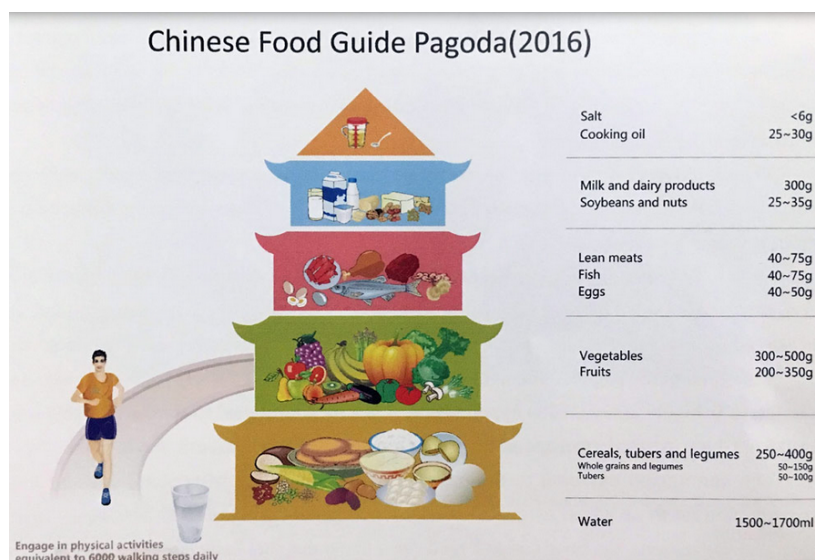 Chinese Food Guide Pagoda(2016)
Salt <6g
Cooking oil 25~30g
Milk and dairy products 300g
Soybeans and nuts 25~35g
Lean meats 40~75g
Fish 40~75g
Eggs 40~50g
Vegetables 300~500g
Fruits 200~350g
Cereals, tubers and legumes 250~400g
Whole grains and legumes 50~150g
Tubers 50~100g
Water 1500~1700ml
Engage in physical activities
equivalent to 6000 walking steps daily